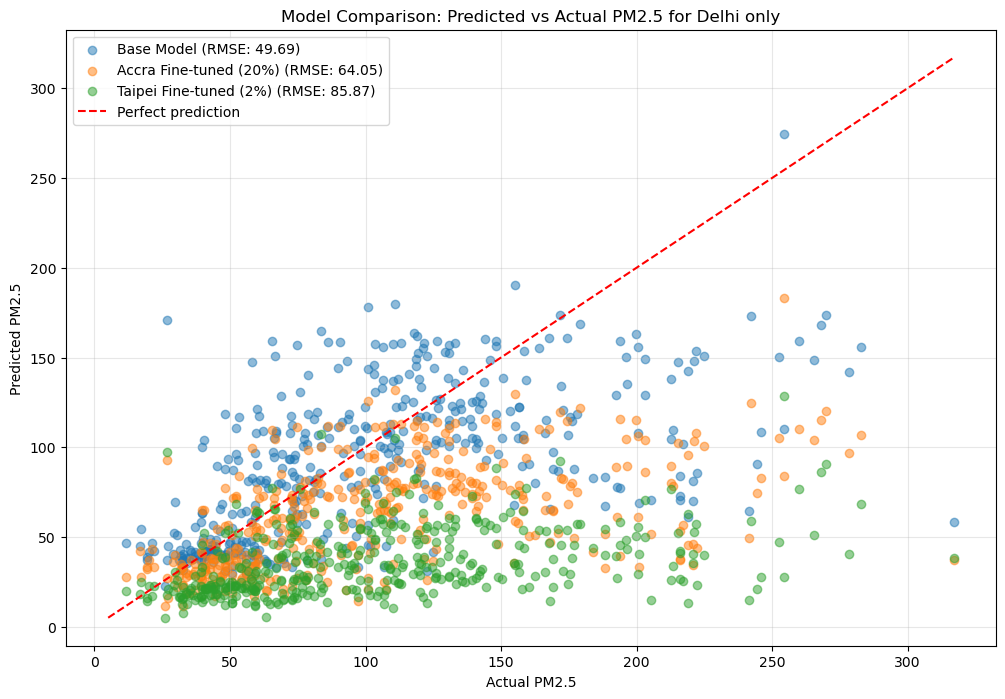 Model Comparison: Predicted vs Actual PM2.5 for Delhi only
Base Model (RMSE: 49.69)
Accra Fine-tuned (20%) (RMSE: 64.05)
Taipei Fine-tuned (2%) (RMSE: 85.87)
Perfect prediction
300
250
200
150
100
50
0
Predicted PM2.5
0 50 100 150 200 250 300
Actual PM2.5